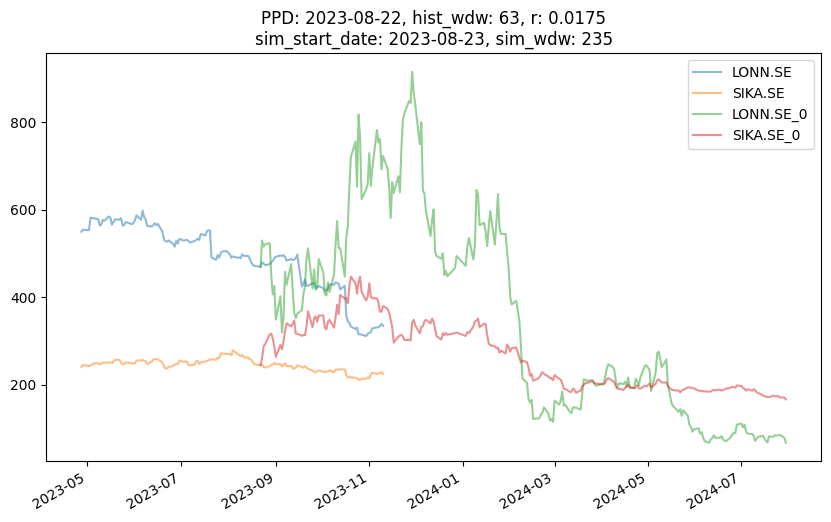 PPD: 2023-08-22, hist_wdw: 63, r: 0.0175
sim_start_date: 2023-08-23, sim_wdw: 235
LONN.SE
SIKA.SE
LONN.SE_0
SIKA.SE_0
800
600
400
200
2023-05
2023-07
2023-09
2023-11
2024-01
2024-03
2024-05
2024-07